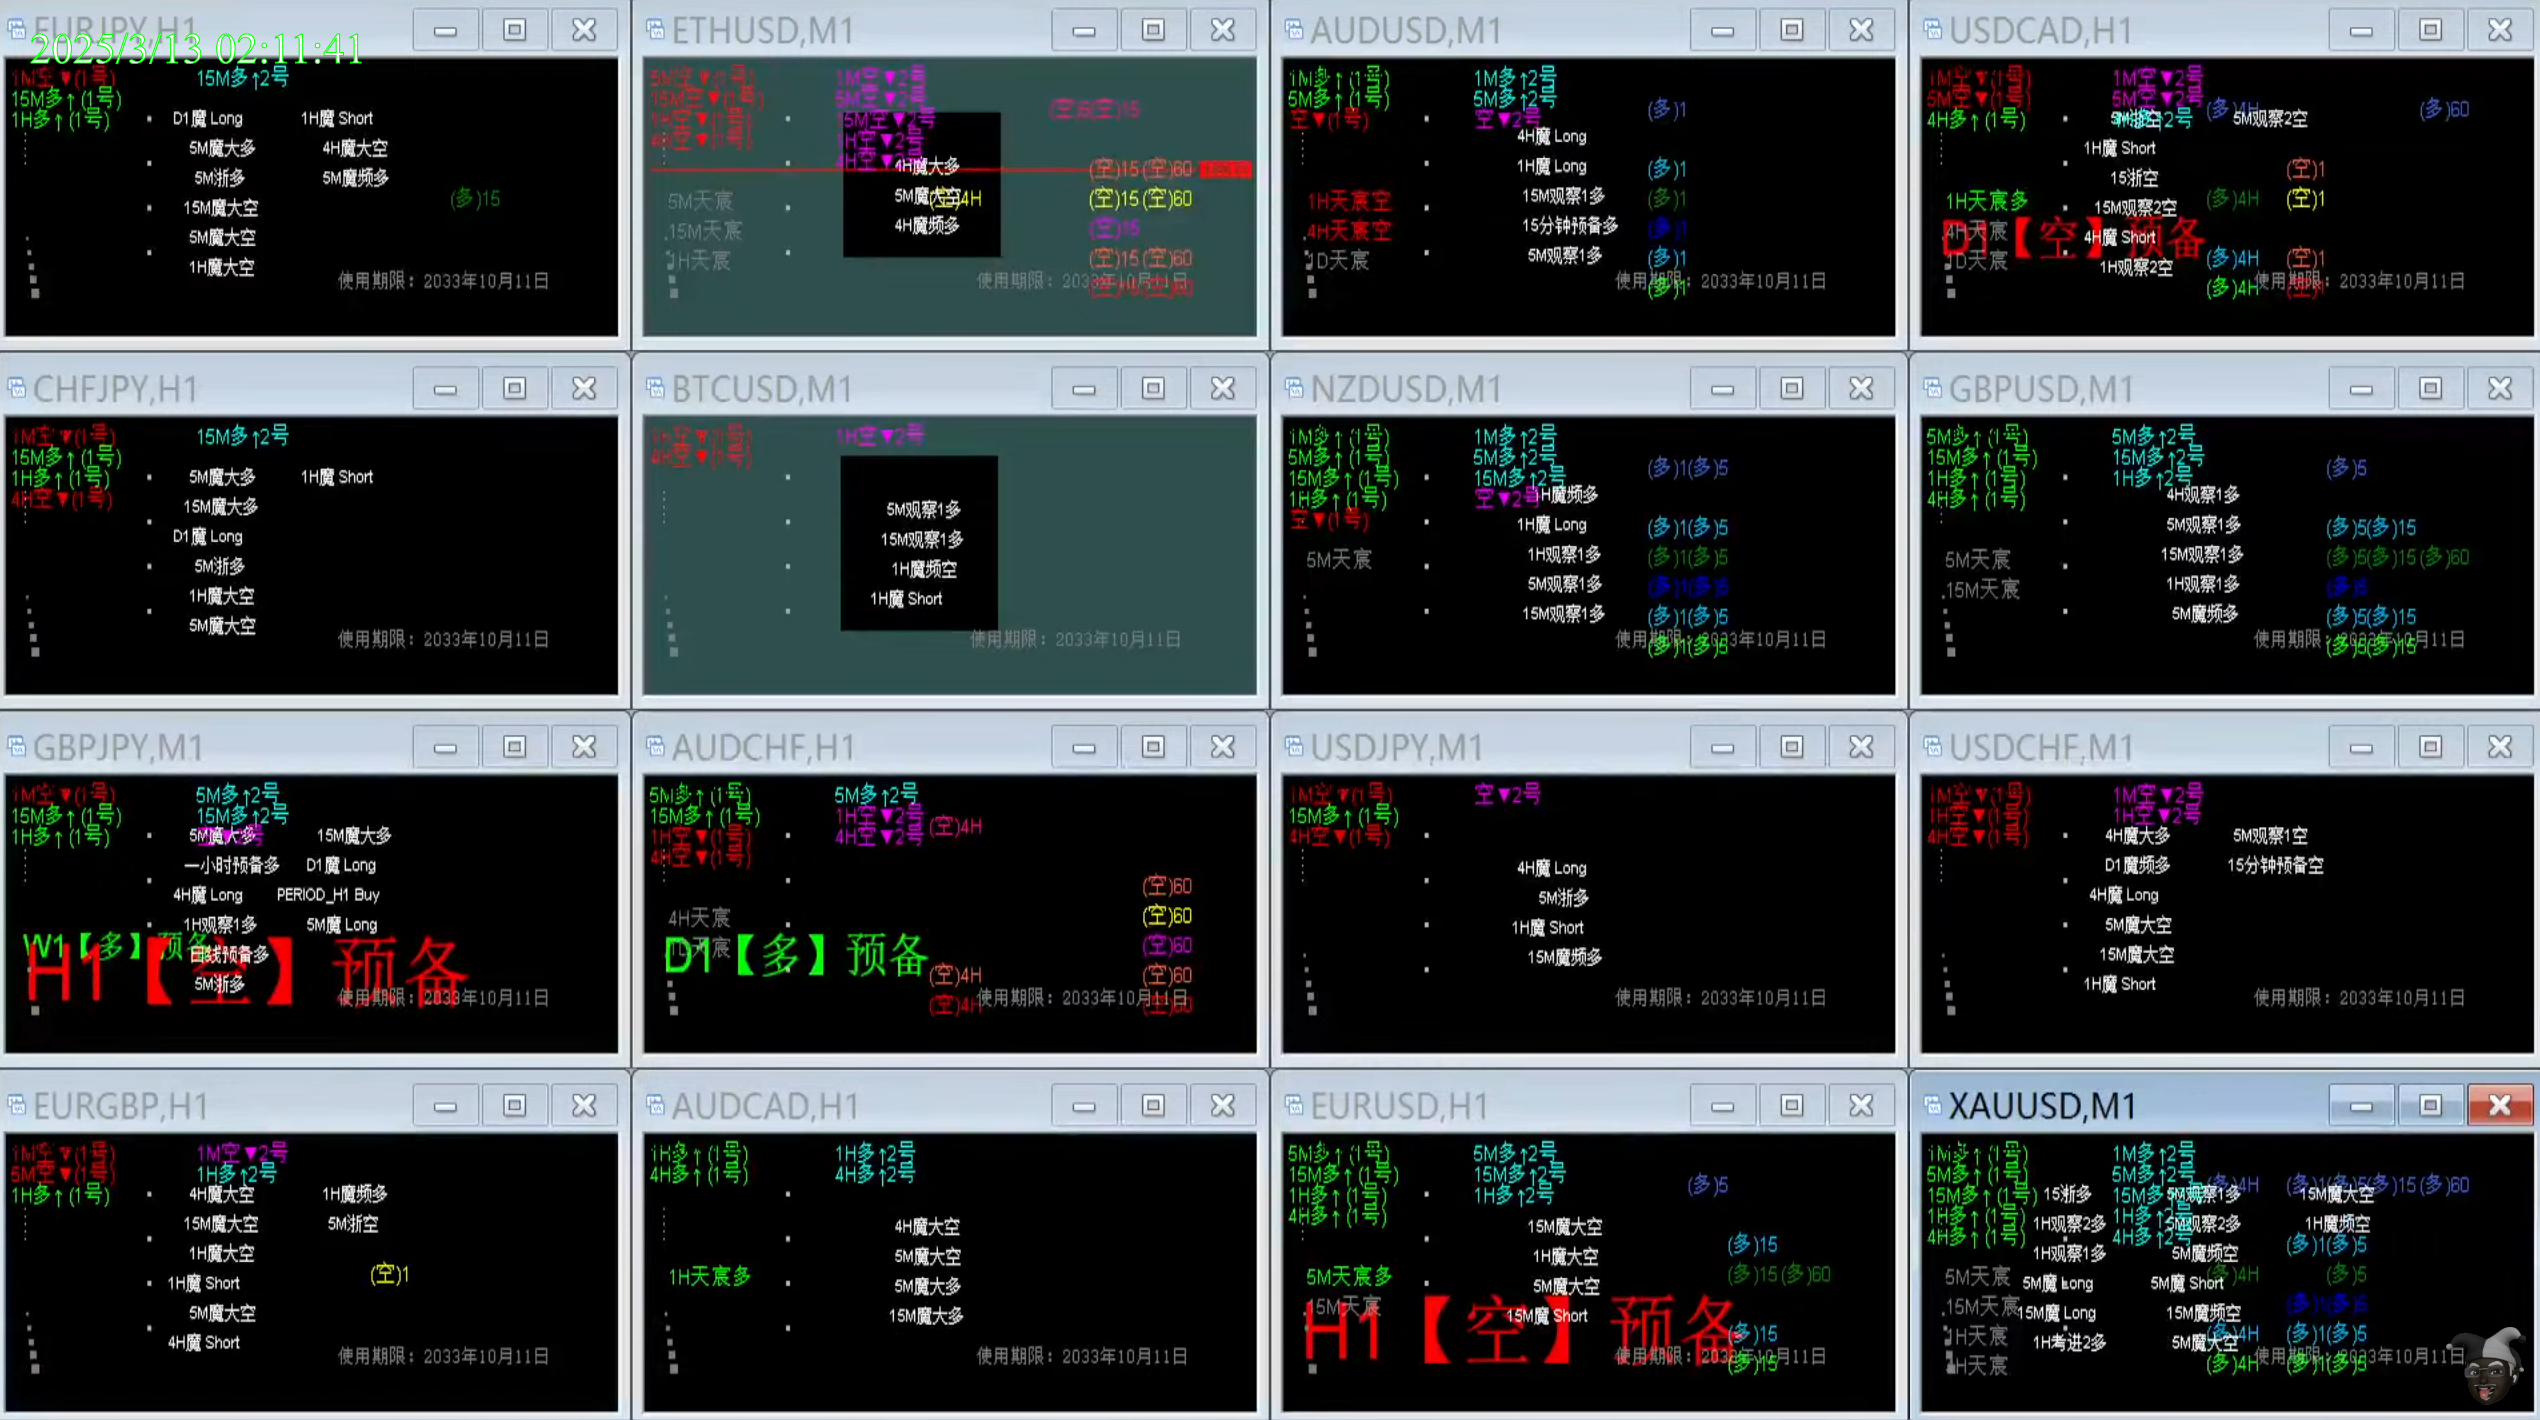 EURJPY,H1
2025/3/13 02:11:41
1M空▼(1号)
15M多↑2号
15M多↑(1号)
1H多↑(1号)
D1魔 Long
1H魔 Short
5M魔大多
4H魔大空
5M浙多
5M魔频多
15M魔大空
(多)15
5M魔大空
1H魔大空
使用期限：2033年10月11日
ETHUSD,M1
5M空▼(1号)
1M空▼2号
15M空▼(1号)
5M空▼2号
1H空▼(1号)
15M空▼2号
4H空▼(1号)
1H空▼2号
4H空▼2号
4H魔大多
(空)15(空)60
5M天宸
5M魔大空
(空)4H
(空)15(空)60
15M天宸
4H魔频多
(空)15
1H天宸
(空)15(空)60
AUDUSD,M1
1M多↑(1号)
1M多↑2号
5M多↑(1号)
5M多↑2号
(多)1
空▼(1号)
空▼2号
4H魔 Long
1H魔 Long
(多)1
1H天宸空
15M观察1多
(多)1
4H天宸空
15分钟预备多
(多)1
1D天宸
5M观察1多
(多)1
使用期限：2033年10月11日
(多)1
USDCAD,H1
1M空▼(1号)
1M空▼2号
5M空▼(1号)
5M空▼2号
(多)4H
(多)60
4H多↑(1号)
5M观察2空
1H魔 Short
15浙空
(空)1
1H天宸多
15M观察2空
(多)4H
(空)1
4H天宸
D1【空】预备
4H魔 Short
1D天宸
1H观察2空
(多)4H
(空)1
(多)4H
使用期限：2033年10月11日
CHFJPY,H1
1M空▼(1号)
15M多↑2号
15M多↑(1号)
1H多↑(1号)
4H空▼(1号)
5M魔大多
1H魔 Short
15M魔大多
D1魔 Long
5M浙多
1H魔大空
5M魔大空
使用期限：2033年10月11日
BTCUSD,M1
1H空▼(1号)
1H空▼2号
4H空▼(1号)
5M观察1多
15M观察1多
1H魔频空
1H魔 Short
使用期限：2033年10月11日
NZDUSD,M1
1M多↑(1号)
1M多↑2号
5M多↑(1号)
5M多↑2号
15M多↑(1号)
15M多↑2号
(多)1(多)5
1H多↑(1号)
空▼2号
1H魔频多
空▼(1号)
1H魔 Long
(多)1(多)5
5M天宸
1H观察1多
(多)1(多)5
5M观察1多
(多)1(多)5
15M观察1多
(多)1(多)5
使用期限：2033年10月11日
(多)1(多)5
GBPUSD,M1
5M多↑(1号)
5M多↑2号
15M多↑(1号)
15M多↑2号
1H多↑(1号)
1H多↑2号
(多)5
4H多↑(1号)
4H观察1多
5M观察1多
(多)5(多)15
5M天宸
15M观察1多
(多)5(多)15(多)60
15M天宸
1H观察1多
(多)5
5M魔频多
(多)5(多)15
使用期限：2033年10月11日
(多)5(多)15
GBPJPY,M1
1M空▼(1号)
5M多↑2号
15M多↑(1号)
15M多↑2号
1H多↑(1号)
5M魔大多
15M魔大多
一小时预备多
D1魔 Long
4H魔 Long
PERIOD_H1 Buy
1H观察1多
5M魔 Long
W1【多】预备
日线预备多
H1【空】预备
5M浙多
使用期限：2033年10月11日
AUDCHF,H1
5M多↑(1号)
5M多↑2号
15M多↑(1号)
1H空▼2号
1H空▼(1号)
4H空▼2号
(空)4H
4H空▼(1号)
(空)60
4H天宸
(空)60
1D天宸
D1【多】预备
(空)60
(空)4H
(空)60
(空)4H
使用期限：2033年10月11日
(空)60
USDJPY,M1
1M空▼(1号)
空▼2号
15M多↑(1号)
4H空▼(1号)
4H魔 Long
5M浙多
1H魔 Short
15M魔频多
使用期限：2033年10月11日
USDCHF,M1
1M空▼(1号)
1M空▼2号
1H空▼(1号)
1H空▼2号
4H空▼(1号)
4H魔大多
5M观察1空
D1魔频多
15分钟预备空
4H魔 Long
5M魔大空
15M魔大空
1H魔 Short
使用期限：2033年10月11日
EURGBP,H1
1M空▼(1号)
1M空▼2号
5M空▼(1号)
1H多↑2号
1H多↑(1号)
4H魔大空
1H魔频多
15M魔大空
5M浙空
1H魔大空
1H魔 Short
(空)1
5M魔大空
4H魔 Short
使用期限：2033年10月11日
AUDCAD,H1
1H多↑(1号)
1H多↑2号
4H多↑(1号)
4H多↑2号
4H魔大空
5M魔大空
1H天宸多
5M魔大多
15M魔大多
使用期限：2033年10月11日
EURUSD,H1
5M多↑(1号)
5M多↑2号
15M多↑(1号)
15M多↑2号
1H多↑(1号)
1H多↑2号
(多)5
4H多↑(1号)
15M魔大空
(多)15
1H魔大空
5M天宸多
5M魔大空
(多)15(多)60
15M天宸
15M魔 Short
H1【空】预备
(多)15
使用期限：2033年10月11日
(多)15
XAUUSD,M1
1M多↑(1号)
1M多↑2号
5M多↑(1号)
5M多↑2号
15M多↑(1号)
15浙多
15M多↑2号
5M观察1多
(多)4H
15M魔大空
(多)15(多)60
1H多↑(1号)
1H观察2多
1H多↑2号
5M观察2多
1H魔频空
4H多↑(1号)
4H多↑2号
(多)1(多)5
1H观察1多
5M魔频空
5M天宸
5M魔 Long
5M魔 Short
(多)4H
(多)5
15M天宸
15M魔 Long
15M魔频空
(多)1(多)5
1H天宸
1H考进2多
5M魔大空
(多)4H
(多)1(多)5
4H天宸
(多)4H
使用期限：2033年10月11日
(多)1(多)5